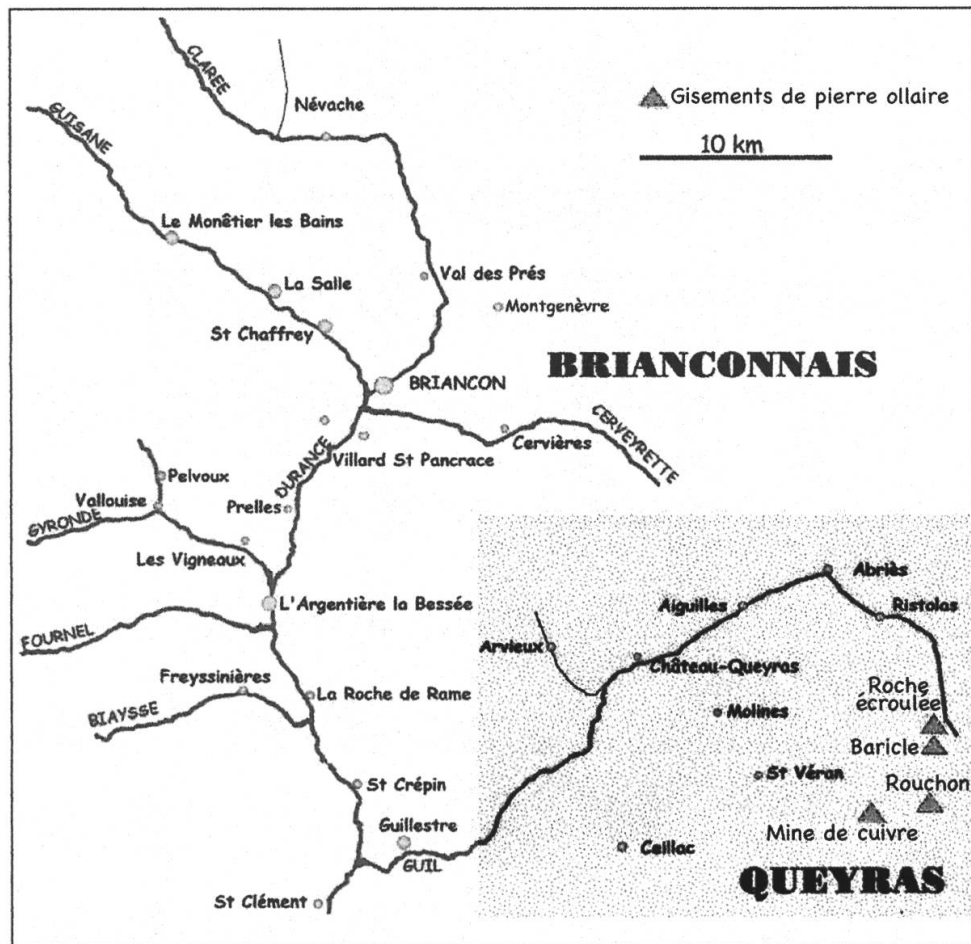 CLAREE
Névache
Gisements de pierre ollaire
10 km
GUISANE
Le Monêtier les Bains
La Salle
Val des Prés
Montgenèvre
St Chaffrey
BRIANCONNAIS
BRIANCON
CERVEYRETTE
Cervières
DURANCE
Villard St Pancrace
Pelvoux
Vallouise
Prelles
GYRONDE
Les Vigneaux
L'Argentière la Bessée
FOURNEL
Freyssinières
La Roche de Rame
BIAYSSE
St Crépin
Guillestre
GUIL
St Clément
Abriès
Aiguilles
Ristolas
Arvieux
Château-Queyras
Roche
écroulée
Molines
Baricle
St Véran
Rouchon
Mine de cuivre
Ceillac
QUEYRAS